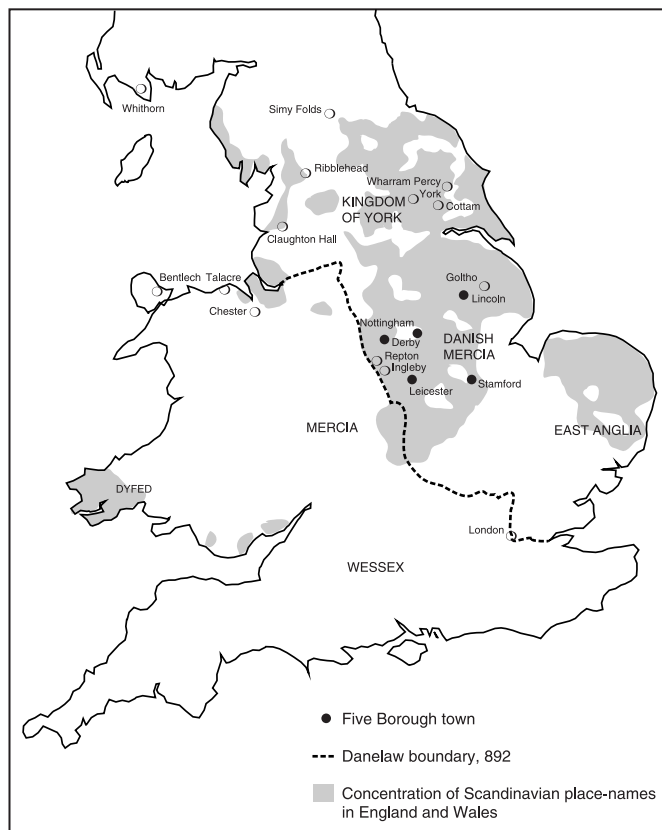 Whithorn
Simy Folds
Ribblehead
Wharram Percy
York
KINGDOM
OF YORK
Cottam
Claughton Hall
Bentlech Talacre
Chester
Goltho
Lincoln
Nottingham
Derby
DANISH
MERCIA
Repton
Ingleby
Leicester
Stamford
MERCIA
EAST ANGLIA
DYFED
London
WESSEX
Five Borough town
Danelaw boundary, 892
Concentration of Scandinavian place-names
in England and Wales